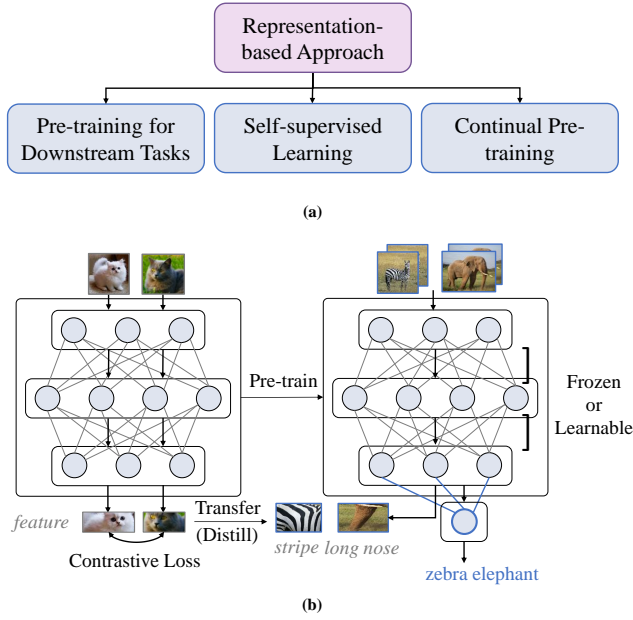 Representation-
based Approach
Pre-training for
Downstream Tasks
Self-supervised
Learning
Continual Pre-
training
(a)
Pre-train
Frozen
or
Learnable
feature
Transfer
(Distill)
Contrastive Loss
stripe long nose
zebra elephant
(b)